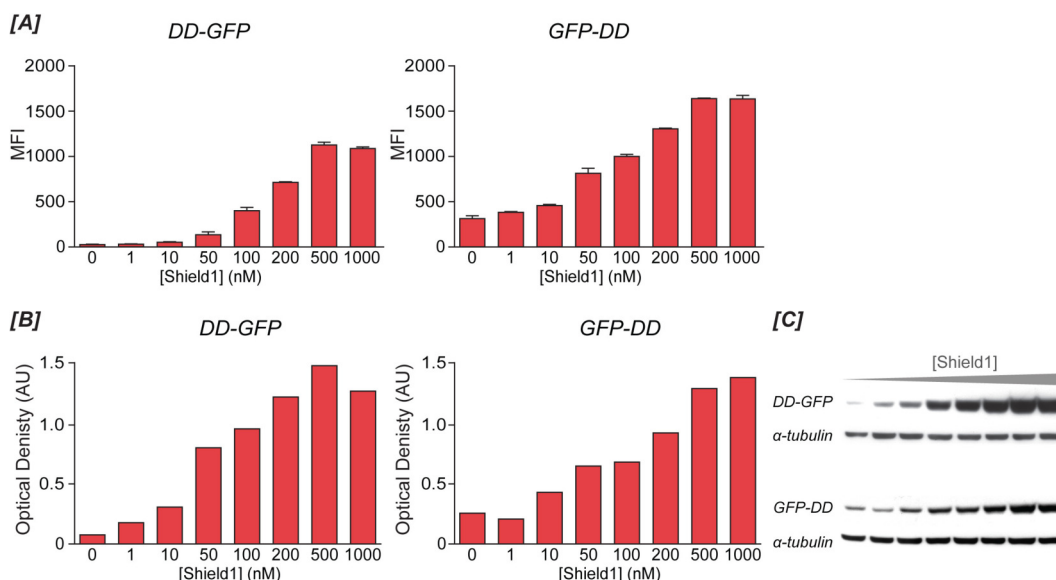 [A]
DD-GFP
GFP-DD
2000
1500
1000
500
0
MFI
0 1 10 50 100 200 500 1000
[Shield1] (nM)
2000
1500
1000
500
0
MFI
0 1 10 50 100 200 500 1000
[Shield1] (nM)
[B]
DD-GFP
GFP-DD
[C]
1.5
1.0
0.5
0
Optical Denisty (AU)
0 1 10 50 100 200 500 1000
[Shield1] (nM)
1.5
1.0
0.5
0
Optical Denisty (AU)
0 1 10 50 100 200 500 1000
[Shield1] (nM)
[Shield1]
DD-GFP
α-tubulin
GFP-DD
α-tubulin